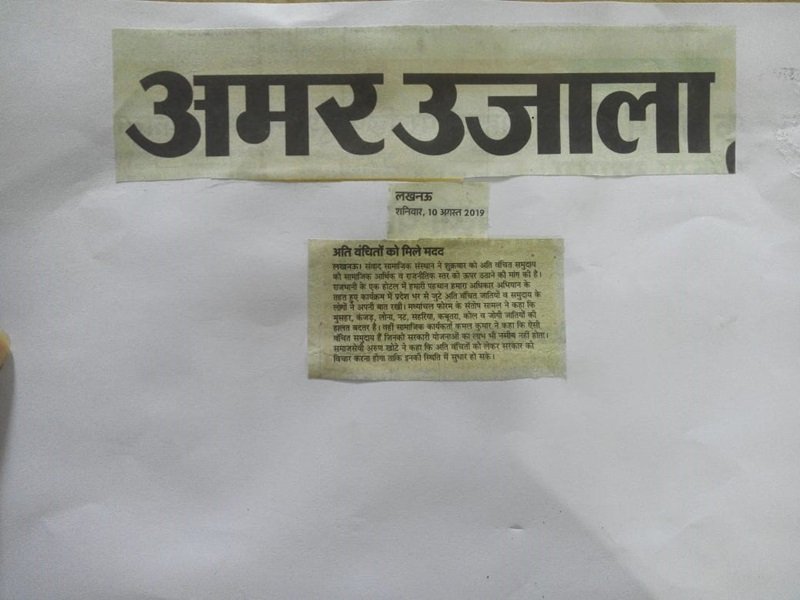 अमर उजाला
लखनऊ
शनिवार, 10 अगस्त 2019
अति वंचितों को मिले मदद
लखनऊ। संवाद सामाजिक संस्थान ने शुक्रवार को अति वंचित समुदाय
की सामाजिक आर्थिक व राजनीतिक स्तर को ऊपर उठाने की मांग की है।
राजधानी के एक होटल में हमारी पहचान हमारा अधिकार अभियान के
तहत हुए कार्यक्रम में प्रदेश भर से जुटे अति वंचित जातियों व समुदाय के
लोगों ने अपनी बात रखी। मध्यांचल फोरम के संतोष सामल ने कहा कि
मुसहर, कंजड़, लोना, नट, सहरिया, कबूतरा, कोल व जोगी जातियों की
हालत बदतर है। वहीं सामाजिक कार्यकर्ता कमल कुमार ने कहा कि ऐसी
वंचित समुदाय हैं जिनको सरकारी योजनाओं का लाभ भी नसीब नहीं होता।
समाजसेवी अरुण खोटे ने कहा कि अति वंचितों को लेकर सरकार को
विचार करना होगा ताकि इनकी स्थिति में सुधार हो सके।